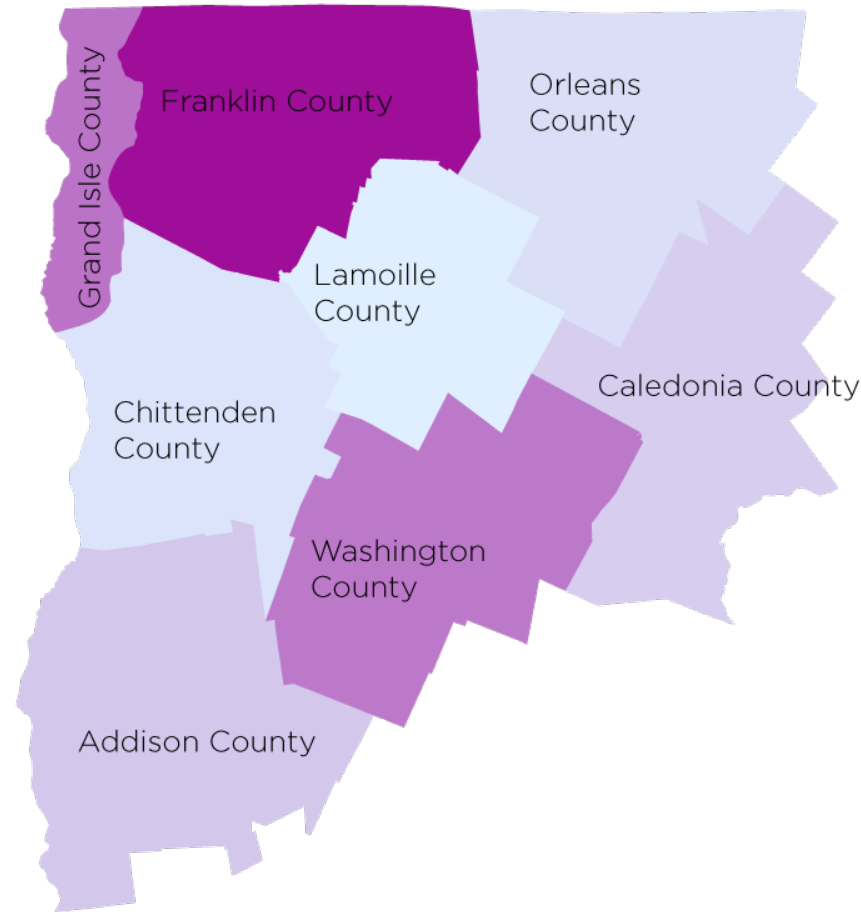 Grand Isle County
Franklin County
Orleans
County
Lamoille
County
Caledonia County
Chittenden
County
Washington
County
Addison County